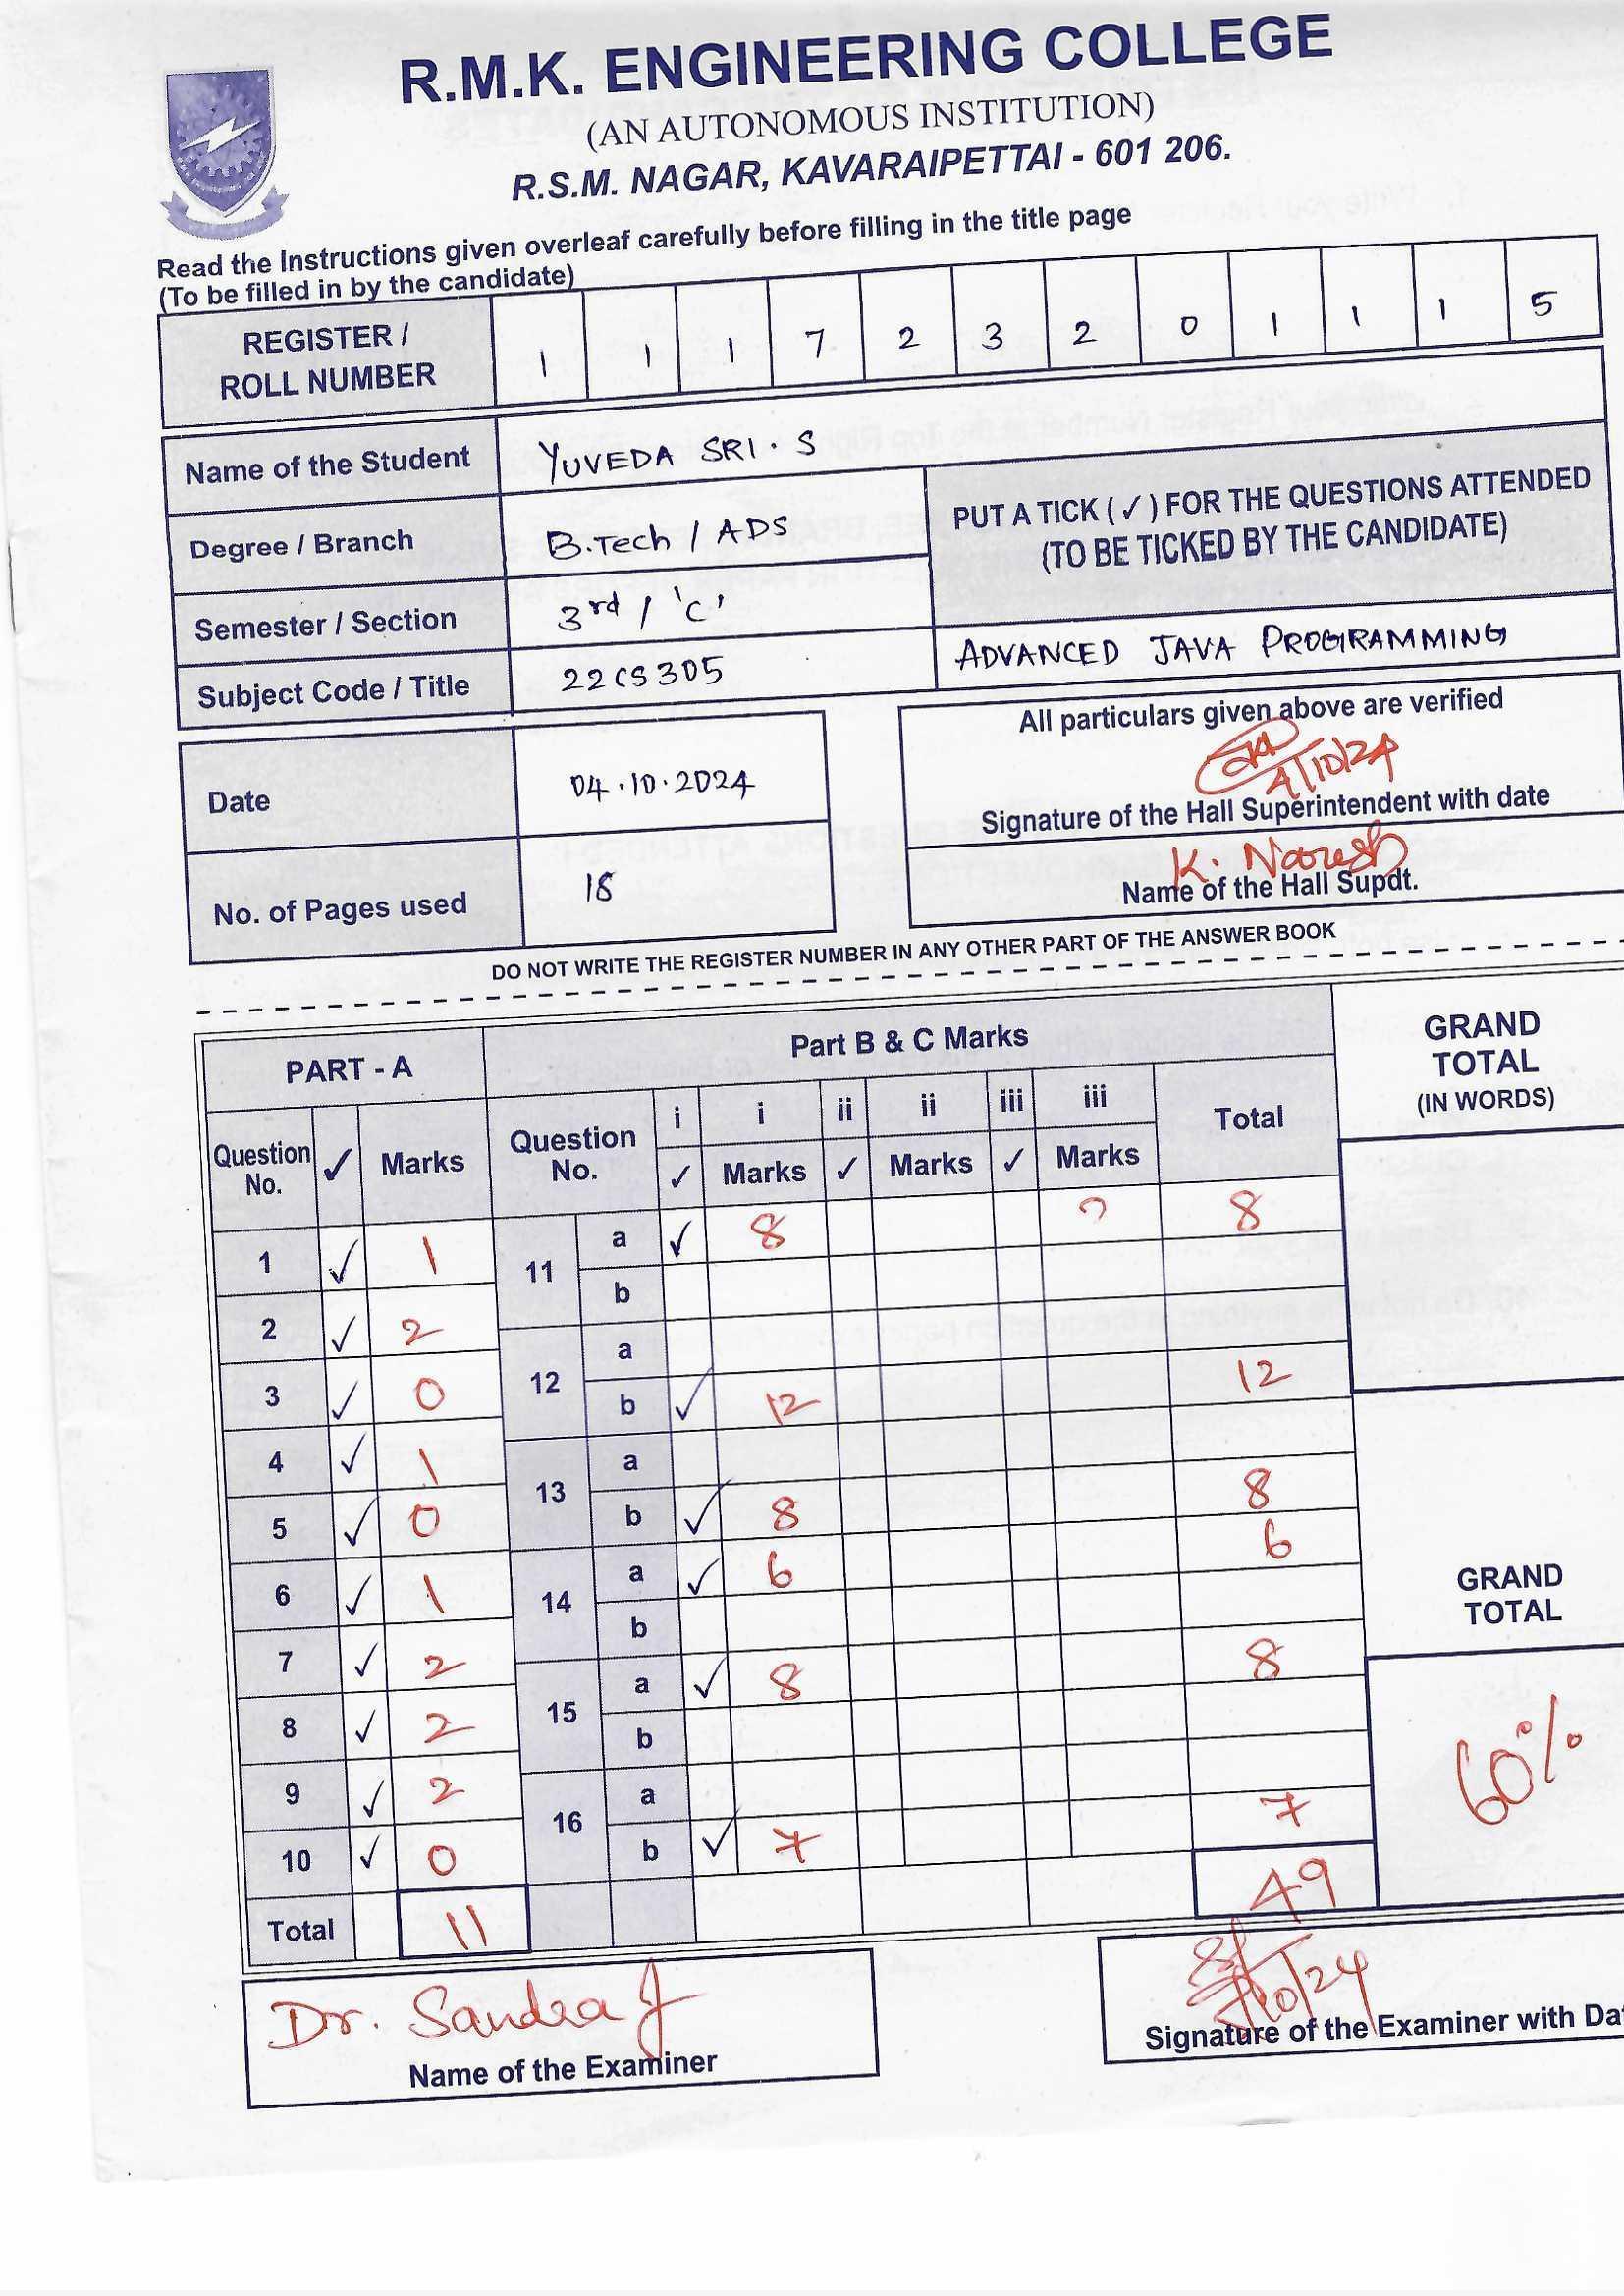 R.M.K. ENGINEERING COLLEGE
(AN AUTONOMOUS INSTITUTION)
R.S.M. NAGAR, KAVARAIPETTAI - 601 206.
Read the Instructions given overleaf carefully before filling in the title page
(To be filled in by the candidate)
REGISTER / ROLL NUMBER 1 1 1 7 2 3 2 0 1 1 1 5
Name of the Student YUVEDA SRI. S
PUT A TICK (✓) FOR THE QUESTIONS ATTENDED
(TO BE TICKED BY THE CANDIDATE)
Degree / Branch B.Tech / ADS
Semester / Section 3rd / 'C'
Subject Code / Title 22CS305 ADVANCED JAVA PROGRAMMING
All particulars given above are verified
4/10/24
Date 04.10.2024
Signature of the Hall Superintendent with date
K. Naresh
No. of Pages used 18
Name of the Hall Supdt.
DO NOT WRITE THE REGISTER NUMBER IN ANY OTHER PART OF THE ANSWER BOOK
PART - A Part B & C Marks GRAND TOTAL (IN WORDS)
Question No. ✓ Marks Question No. i i ii ii iii iii Total
✓ Marks ✓ Marks ✓ Marks
1 ✓ 1 11 a ✓ 8 8
b
2 ✓ 2 12 a
3 ✓ 0 b ✓ 12 12
4 ✓ 1 13 a
5 ✓ 0 b ✓ 8 8
6 ✓ 1 14 a ✓ 6 6
b
GRAND TOTAL
7 ✓ 2 15 a ✓ 8 8
8 ✓ 2 b
60%
9 ✓ 2 16 a
10 ✓ 0 b ✓ 7 7
Total 11 49
Dr. Sandra J
Name of the Examiner
10/24
Signature of the Examiner with Da